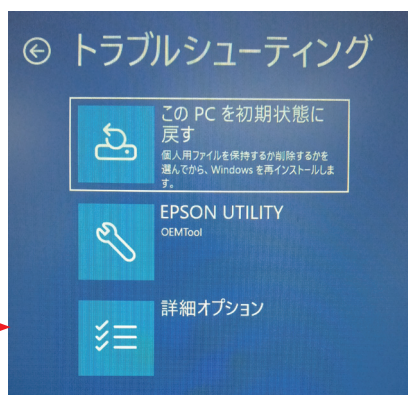 トラブルシューティング
この PC を初期状態に
戻す
個人用ファイルを保持するか削除するかを
選んでから、Windows を再インストールしま
す。
EPSON UTILITY
OEMTool
詳細オプション